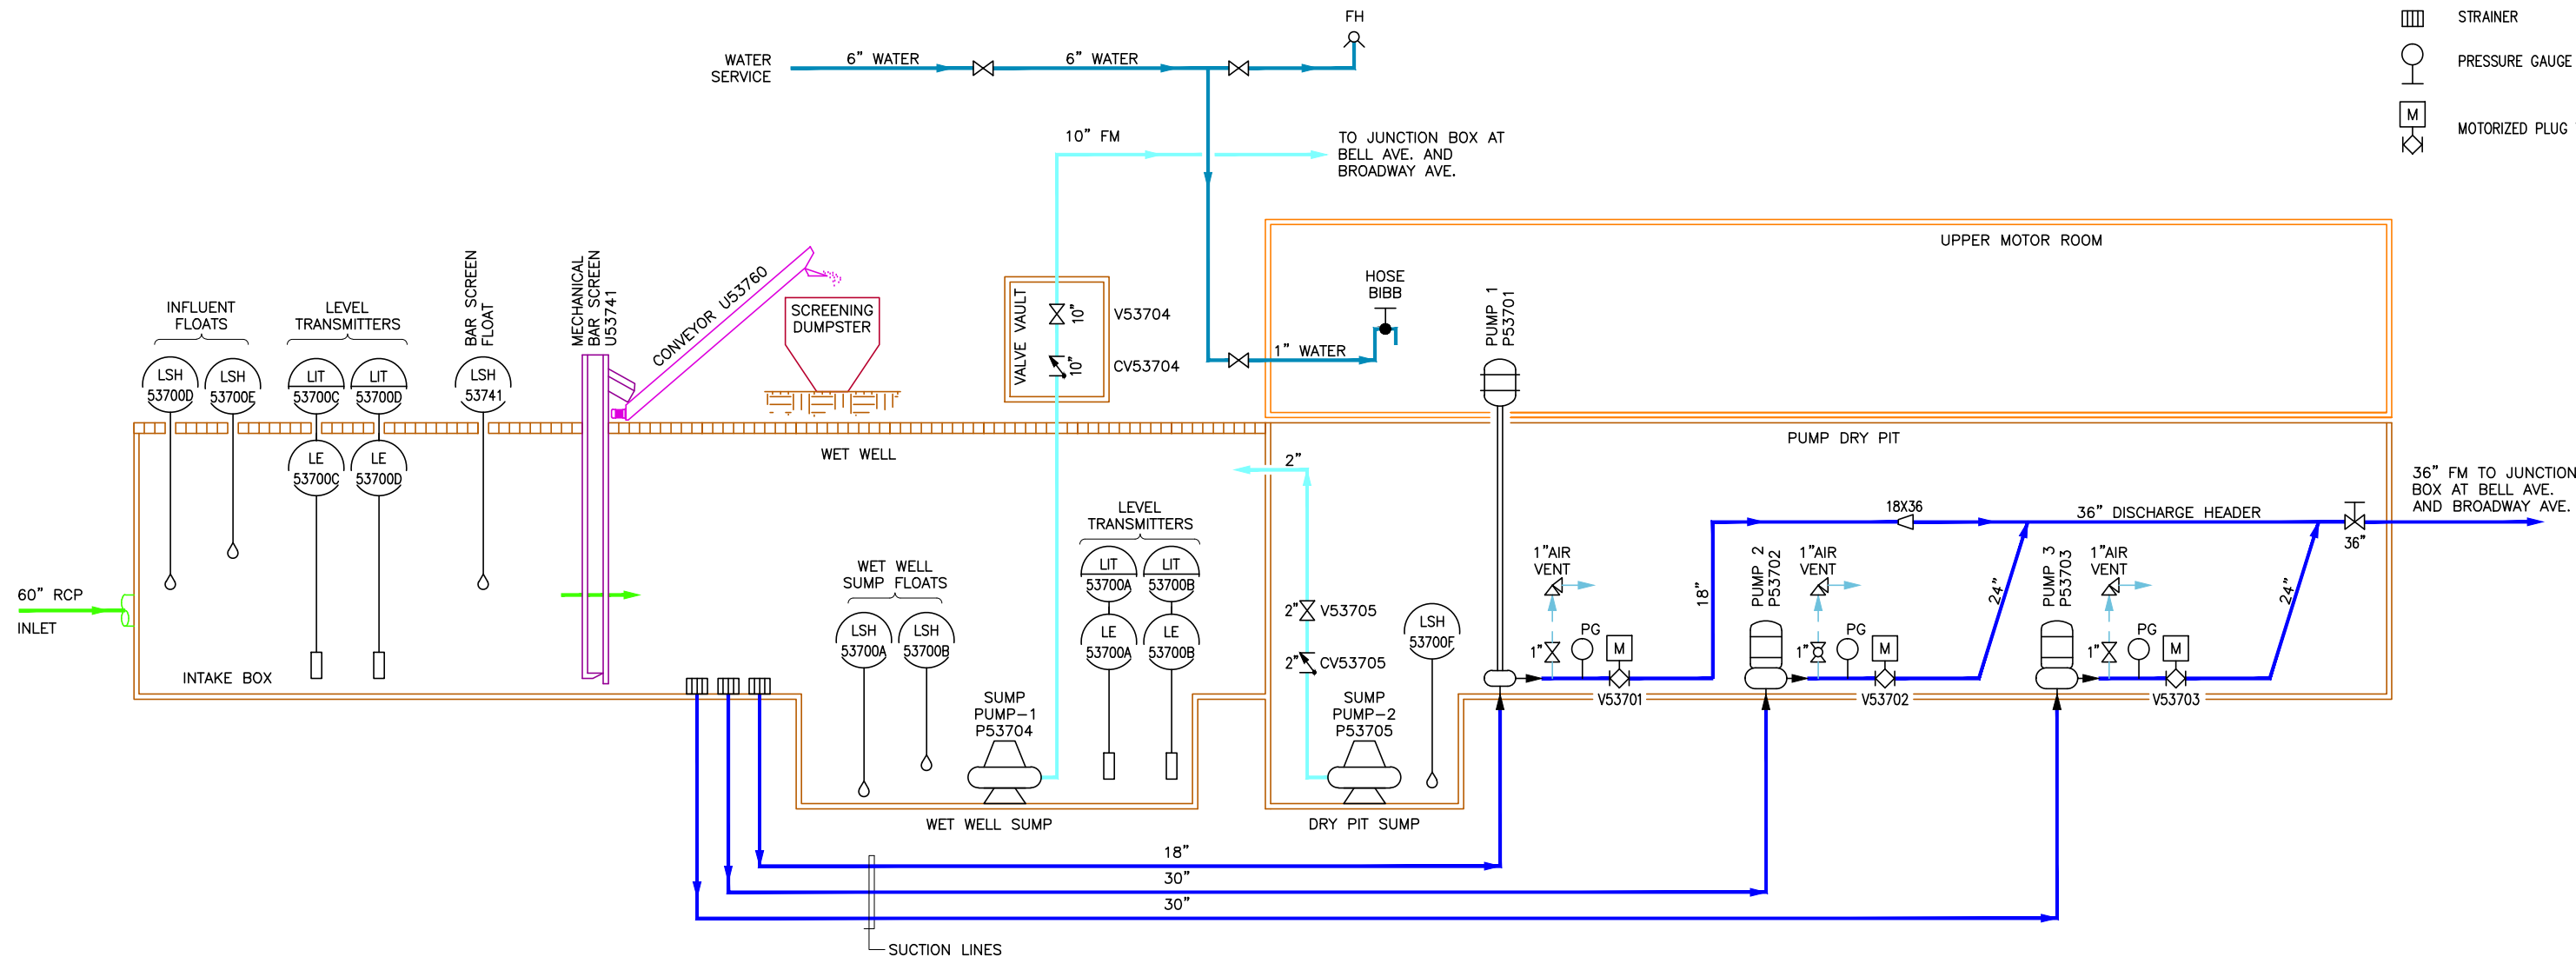 FH
STRAINER
PRESSURE GAUGE
M
MOTORIZED PLUG
WATER
SERVICE
6” WATER
6” WATER
10” FM
TO JUNCTION BOX AT
BELL AVE. AND
BROADWAY AVE.
UPPER MOTOR ROOM
INFLUENT
FLOATS
LEVEL
TRANSMITTERS
BAR SCREEN
FLOAT
MECHANICAL
BAR SCREEN
U53741
CONVEYOR U53760
SCREENING
DUMPSTER
VALVE VAULT
10”
V53704
10”
CV53704
HOSE
BIBB
1” WATER
PUMP 1
P53701
LSH
53700D
LSH
53700E
LIT
53700C
LIT
53700D
LSH
53741
LE
53700C
LE
53700D
WET WELL
PUMP DRY PIT
2”
36” FM TO JUNCTION
BOX AT BELL AVE.
AND BROADWAY AVE.
18X36
36” DISCHARGE HEADER
36”
LEVEL
TRANSMITTERS
LIT
53700A
LIT
53700B
LE
53700A
LE
53700B
WET WELL
SUMP FLOATS
LSH
53700A
LSH
53700B
2”
V53705
2”
CV53705
LSH
53700F
1”AIR
VENT
1”
PG
M
V53701
18”
PUMP 2
P53702
1”AIR
VENT
1”
PG
M
V53702
24”
PUMP 3
P53703
1”AIR
VENT
1”
PG
M
V53703
24”
60” RCP
INLET
INTAKE BOX
SUMP
PUMP-1
P53704
SUMP
PUMP-2
P53705
WET WELL SUMP
DRY PIT SUMP
18”
30”
30”
SUCTION LINES